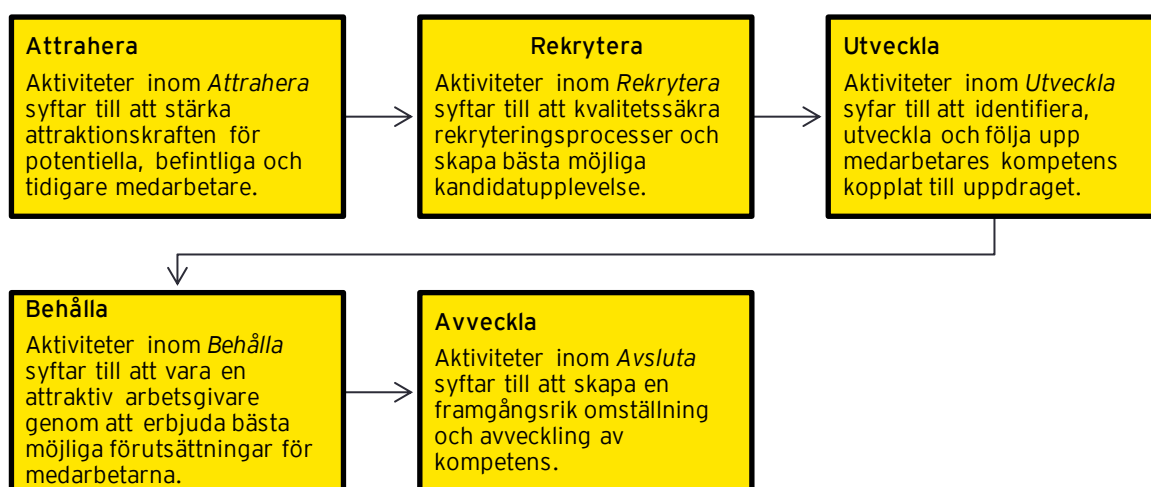 Attrahera
Aktiviteter inom Attrahera
syftar till att stärka
attraktionskraften för
potentiella, befintliga och
tidigare medarbetare.
Rekrytera
Aktiviteter inom Rekrytera
syftar till att kvalitetssäkra
rekryteringsprocesser och
skapa bästa möjliga
kandidatupplevelse.
Utveckla
Aktiviteter inom Utveckla
syfar till att identifiera,
utveckla och följa upp
medarbetares kompetens
kopplat till uppdraget.
Behålla
Aktiviteter inom Behålla
syftar till att vara en
attraktiv arbetsgivare
genom att erbjuda bästa
möjliga förutsättningar för
medarbetarna.
Avveckla
Aktiviteter inom Avsluta
syftar till att skapa en
framgångsrik omställning
och avveckling av
kompetens.